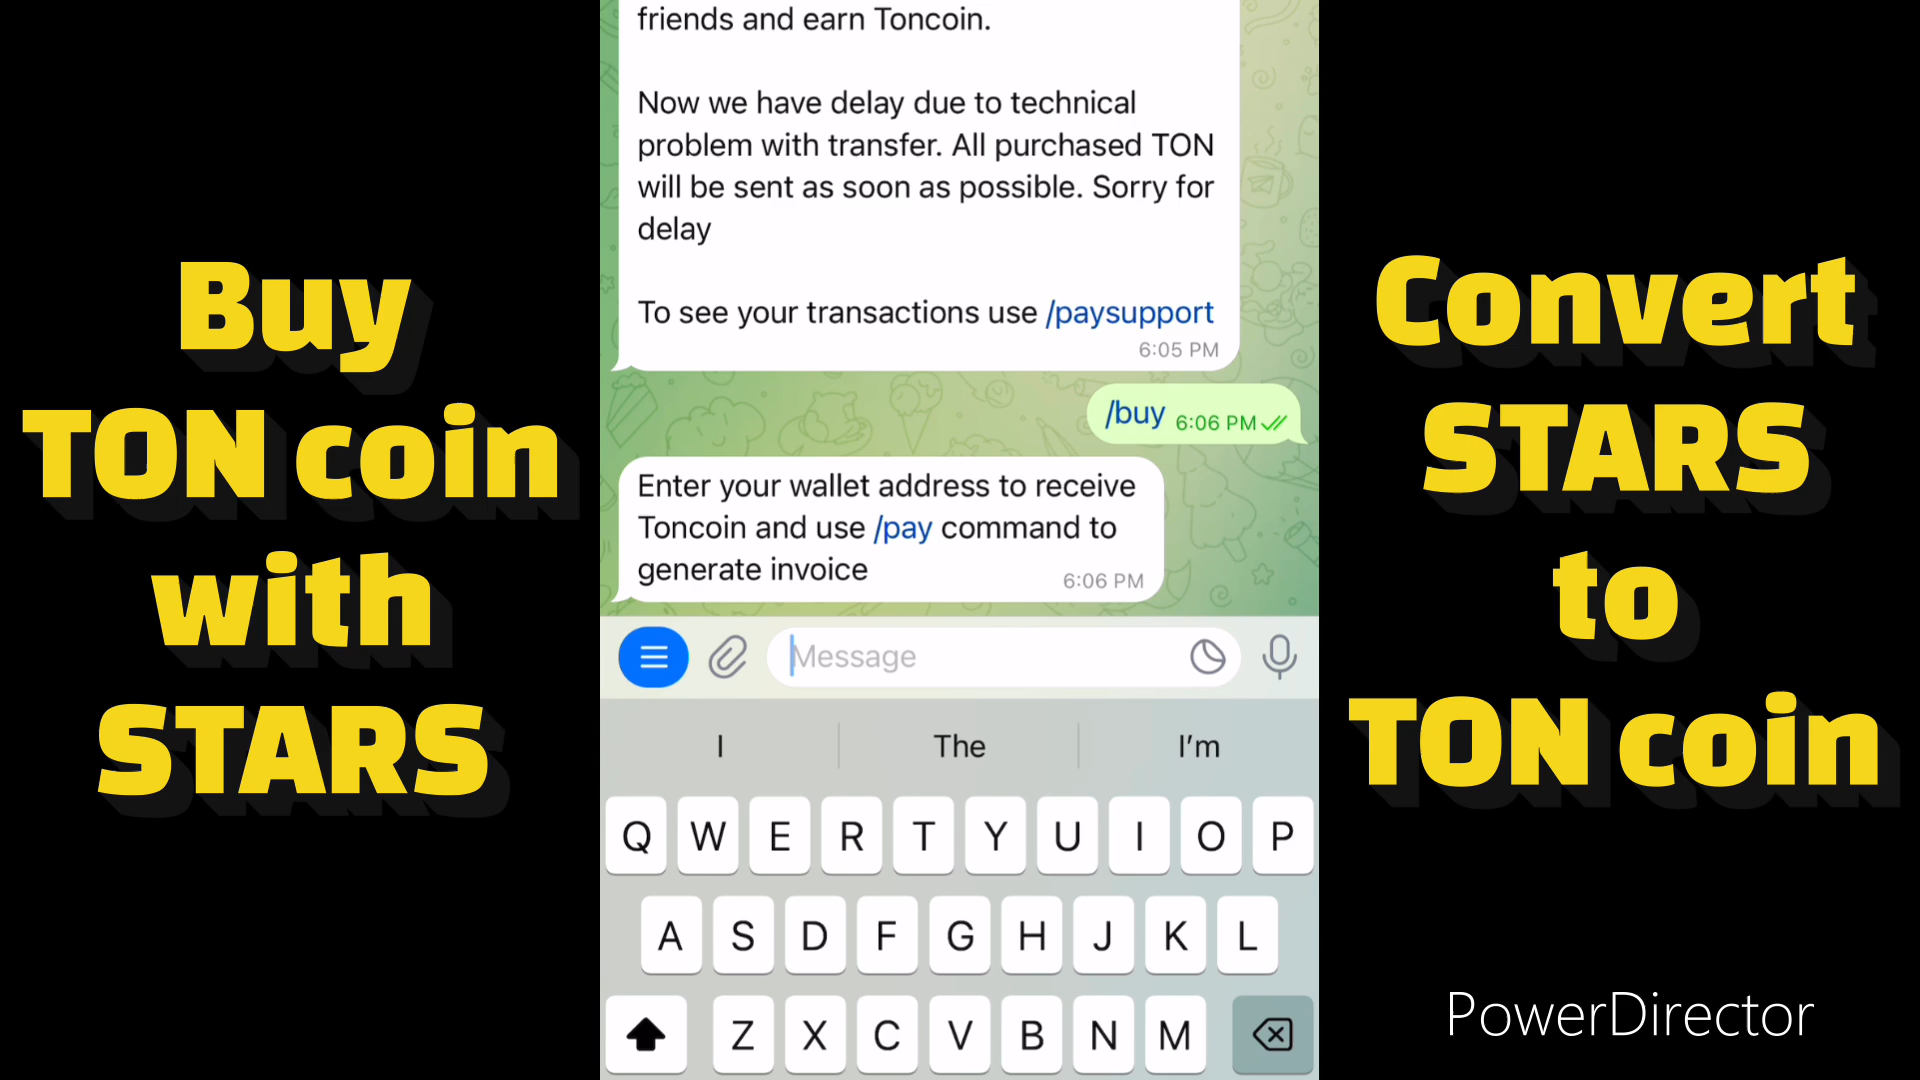 Buy
TON coin
with
STARS
friends and earn Toncoin.
Now we have delay due to technical
problem with transfer. All purchased TON
will be sent as soon as possible. Sorry for
delay
To see your transactions use /paysupport
6:05 PM
/buy 6:06 PM
Enter your wallet address to receive
Toncoin and use /pay command to
generate invoice
6:06 PM
Message
I The I’m
Q W E R T Y U I O P
A S D F G H J K L
Z X C V B N M
Convert
STARS
to
TON coin
PowerDirector